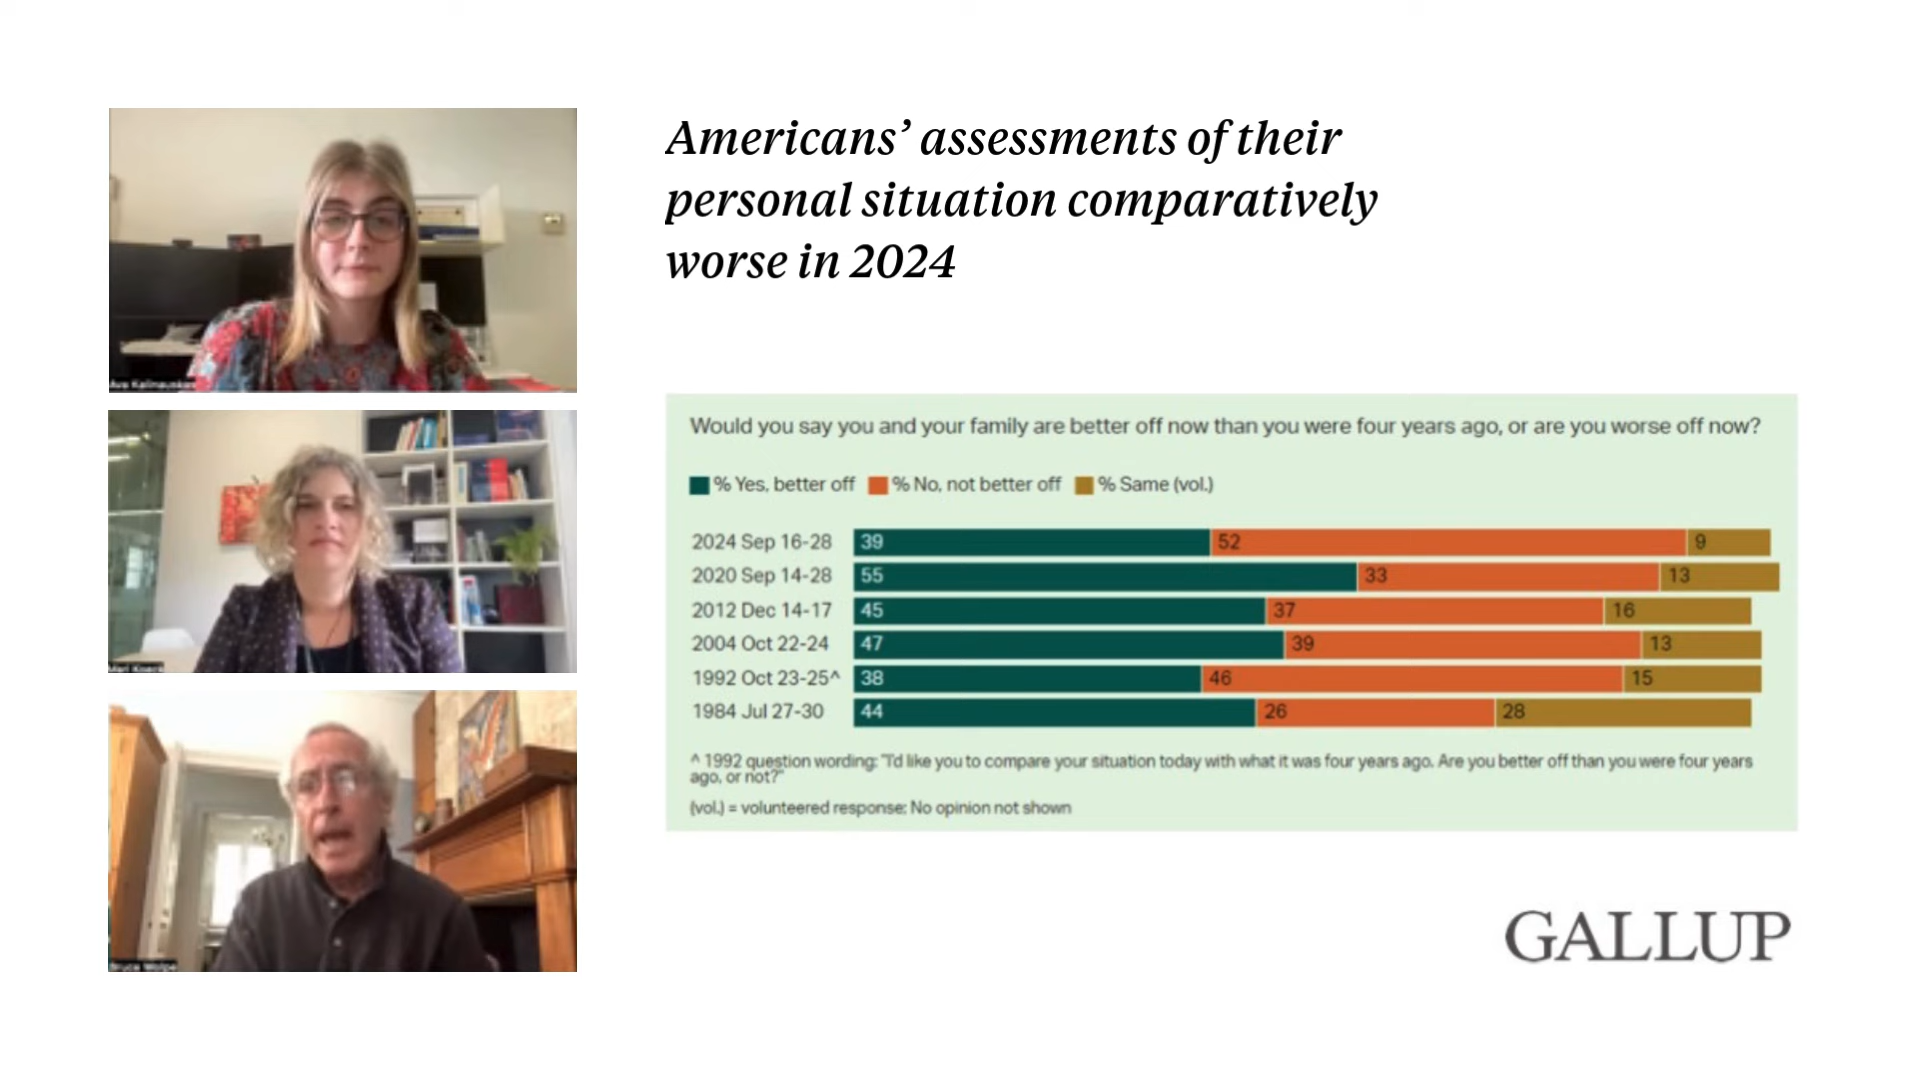 Americans’ assessments of their
personal situation comparatively
worse in 2024
Ava Kalinauskas
Mari Koeck
Bruce Wolpe
Would you say you and your family are better off now than you were four years ago, or are you worse off now?
% Yes, better off % No, not better off % Same (vol.)
2024 Sep 16-28 39 52 9
2020 Sep 14-28 55 33 13
2012 Dec 14-17 45 37 16
2004 Oct 22-24 47 39 13
1992 Oct 23-25^ 38 46 15
1984 Jul 27-30 44 26 28
^ 1992 question wording: "I'd like you to compare your situation today with what it was four years ago. Are you better off than you were four years
ago, or not?"
(vol.) = volunteered response; No opinion not shown
GALLUP